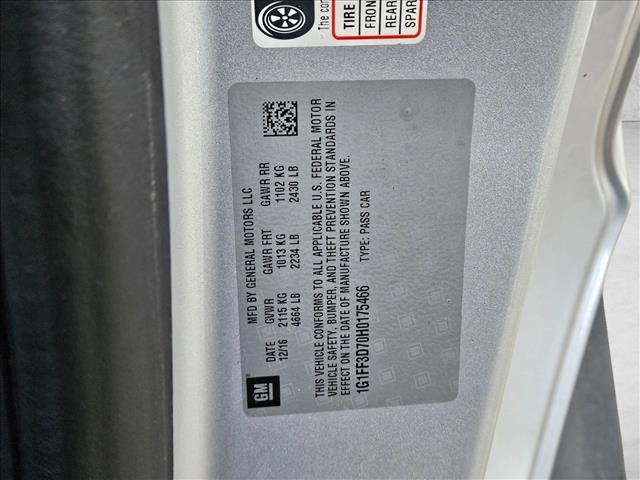 The con
TIRE
FRON
REAR
SPAR
MFD BY GENERAL MOTORS LLC
DATE GVWR GAWR FRT GAWR RR
12/16 2115 KG 1013 KG 1102 KG
4664 LB 2234 LB 2430 LB
THIS VEHICLE CONFORMS TO ALL APPLICABLE U.S. FEDERAL MOTOR
VEHICLE SAFETY, BUMPER, AND THEFT PREVENTION STANDARDS IN
EFFECT ON THE DATE OF MANUFACTURE SHOWN ABOVE.
1G1FF3D70H0175466 TYPE: PASS CAR
GM